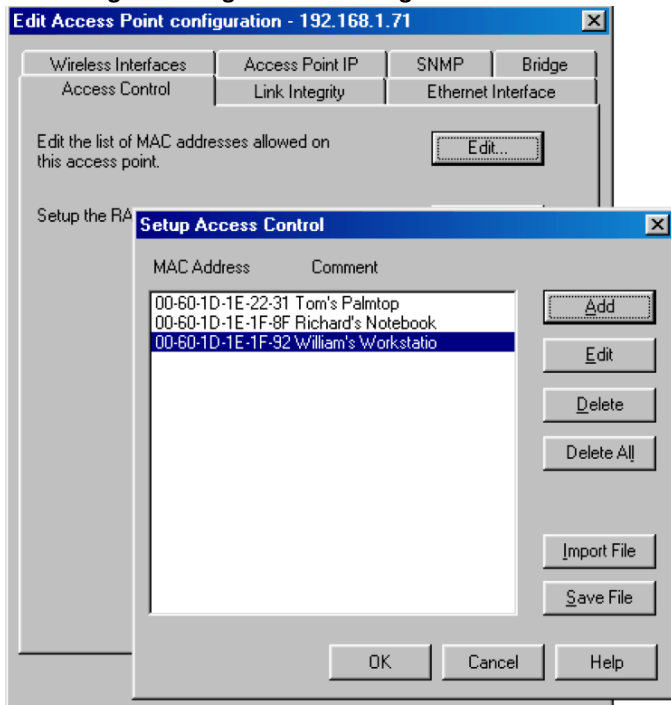 Edit Access Point configuration - 192.168.1.71
Wireless Interfaces Access Point IP SNMP Bridge
Access Control Link Integrity Ethernet Interface
Edit the list of MAC addresses allowed on
this access point.
Edit...
Setup the RA
Setup Access Control
MAC Address Comment
00-60-1D-1E-22-31 Tom's Palmtop
00-60-1D-1E-1F-8F Richard's Notebook
00-60-1D-1E-1F-92 William's Workstatio
Add
Edit
Delete
Delete All
Import File
Save File
OK Cancel Help